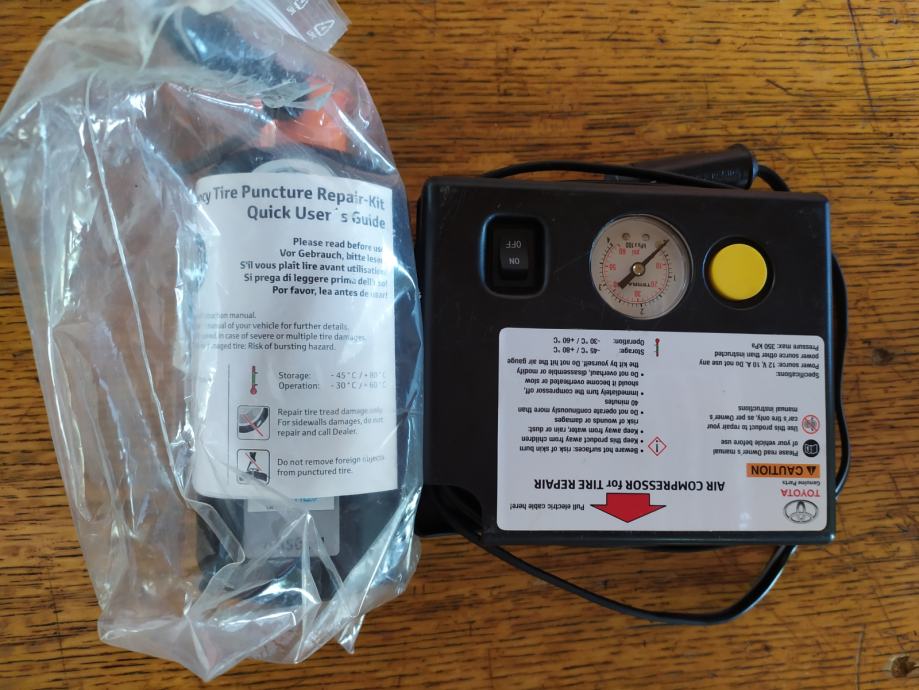 Tire Puncture Repair-Kit
Quick User's Guide
Please read before
Vor Gebrauch, bitte
S'il vous plaît lire avant
Si prega di leggere prima dell'
Por favor, lea antes de usar!
manual.
manual of your vehicle for further details.
in case of severe or multiple tire damages.
tire: Risk of bursting hazard.
Storage: - 45°C / + 80°C
Operation: - 30°C / + 60°C
Repair tire tread damage only.
For sidewalls damages, do not
repair and call Dealer.
Do not remove foreign
from punctured tire.
OFF
ON
kPa x100
psi
TOYOTA
Genuine Parts
CAUTION
Please read Owner's manual
of your vehicle before use
Use this product repair your
car's tire only, as per Owner's
manual instructions
Specifications:
Power source: 12 V, 10 A. Do not use any
power source other than instructed
Pressure max: 350 kPa
Pull electric cable here!
AIR COMPRESSOR for TIRE REPAIR
• Beware hot surfaces: risk of skin burn
• Keep this product away from children
• Keep away from water, rain or dust:
risk of wounds or damages
• Do not operate continuously more than
40 minutes
• Immediately turn the compressor off,
should it become overheated or slow
• Do not overhaul, disassemble or modify
the kit by yourself. Do not hit the air gauge
Storage: -45°C / +80 °C
Operation: -30 °C / +60 °C